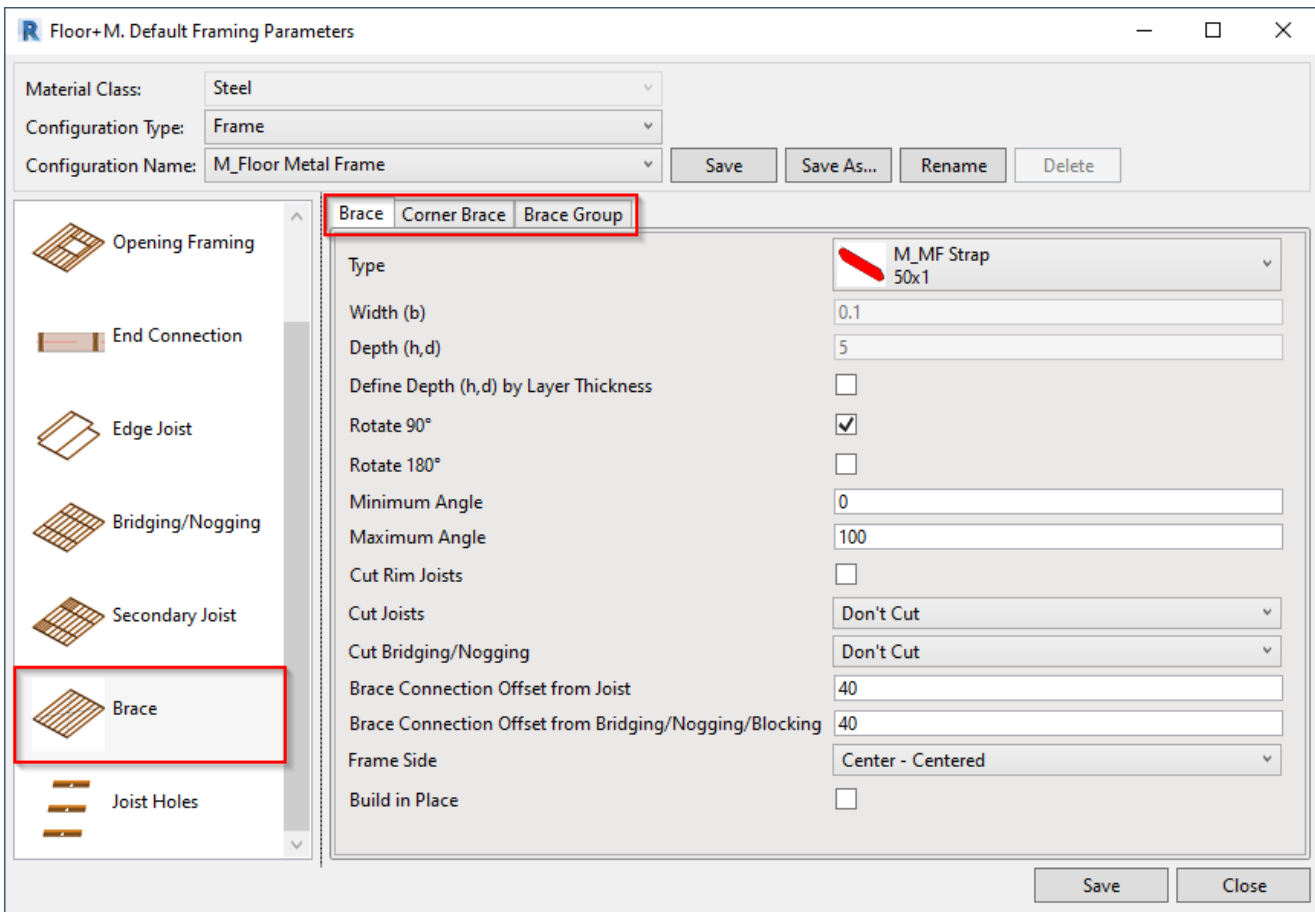 Floor+M. Default Framing Parameters
Material Class: Steel
Configuration Type: Frame
Configuration Name: M_Floor Metal Frame Save Save As... Rename Delete
Opening Framing
End Connection
Edge Joist
Bridging/Nogging
Secondary Joist
Brace
Joist Holes
Brace Corner Brace Brace Group
Type M_MF Strap
50x1
Width (b) 0.1
Depth (h,d) 5
Define Depth (h,d) by Layer Thickness
Rotate 90°
Rotate 180°
Minimum Angle 0
Maximum Angle 100
Cut Rim Joists
Cut Joists Don't Cut
Cut Bridging/Nogging Don't Cut
Brace Connection Offset from Joist 40
Brace Connection Offset from Bridging/Nogging/Blocking 40
Frame Side Center - Centered
Build in Place
Save Close